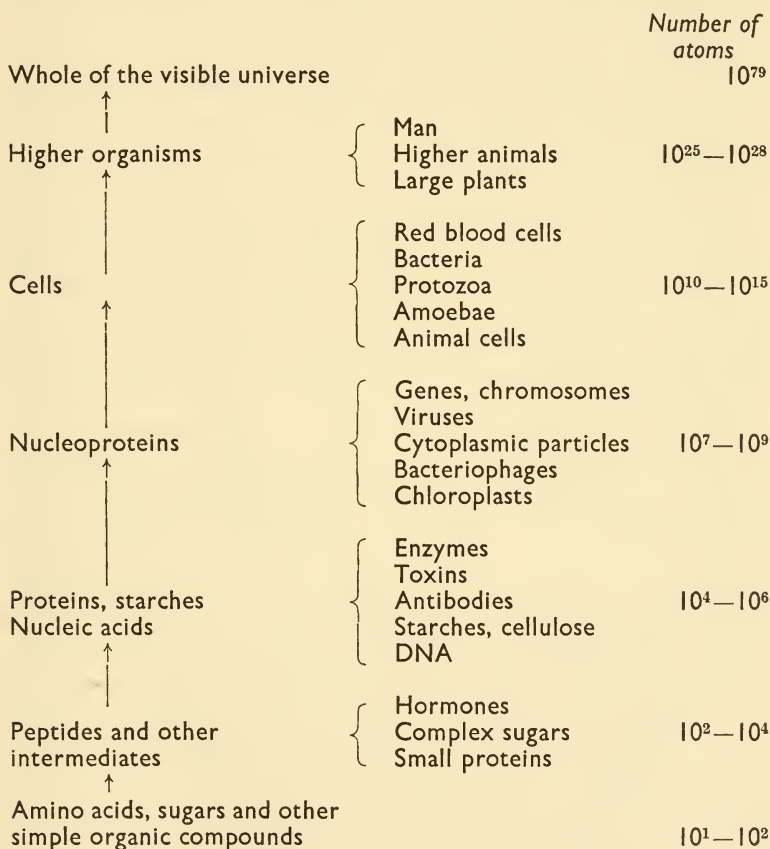 Number of
atoms
Whole of the visible universe 10⁷⁹
Man
Higher organisms Higher animals 10²⁵—10²⁸
Large plants
Red blood cells
Bacteria
Cells Protozoa 10¹⁰—10¹⁵
Amoebae
Animal cells
Genes, chromosomes
Viruses
Nucleoproteins Cytoplasmic particles 10⁷—10⁹
Bacteriophages
Chloroplasts
Enzymes
Toxins
Proteins, starches Antibodies 10⁴—10⁶
Nucleic acids Starches, cellulose
DNA
Hormones
Peptides and other Complex sugars 10²—10⁴
intermediates Small proteins
Amino acids, sugars and other
simple organic compounds 10¹—10²